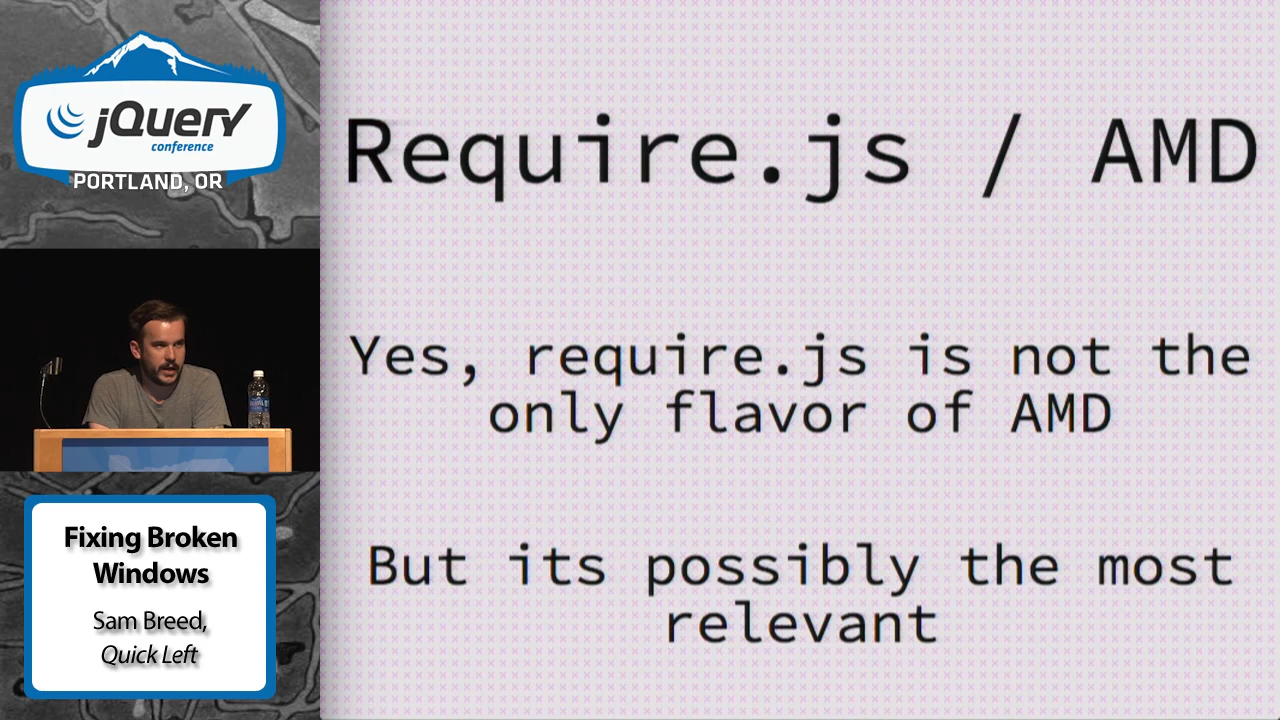 jQuery
conference
PORTLAND, OR
Fixing Broken
Windows
Sam Breed,
Quick Left
Require.js / AMD
Yes, require.js is not the
only flavor of AMD
But its possibly the most
relevant